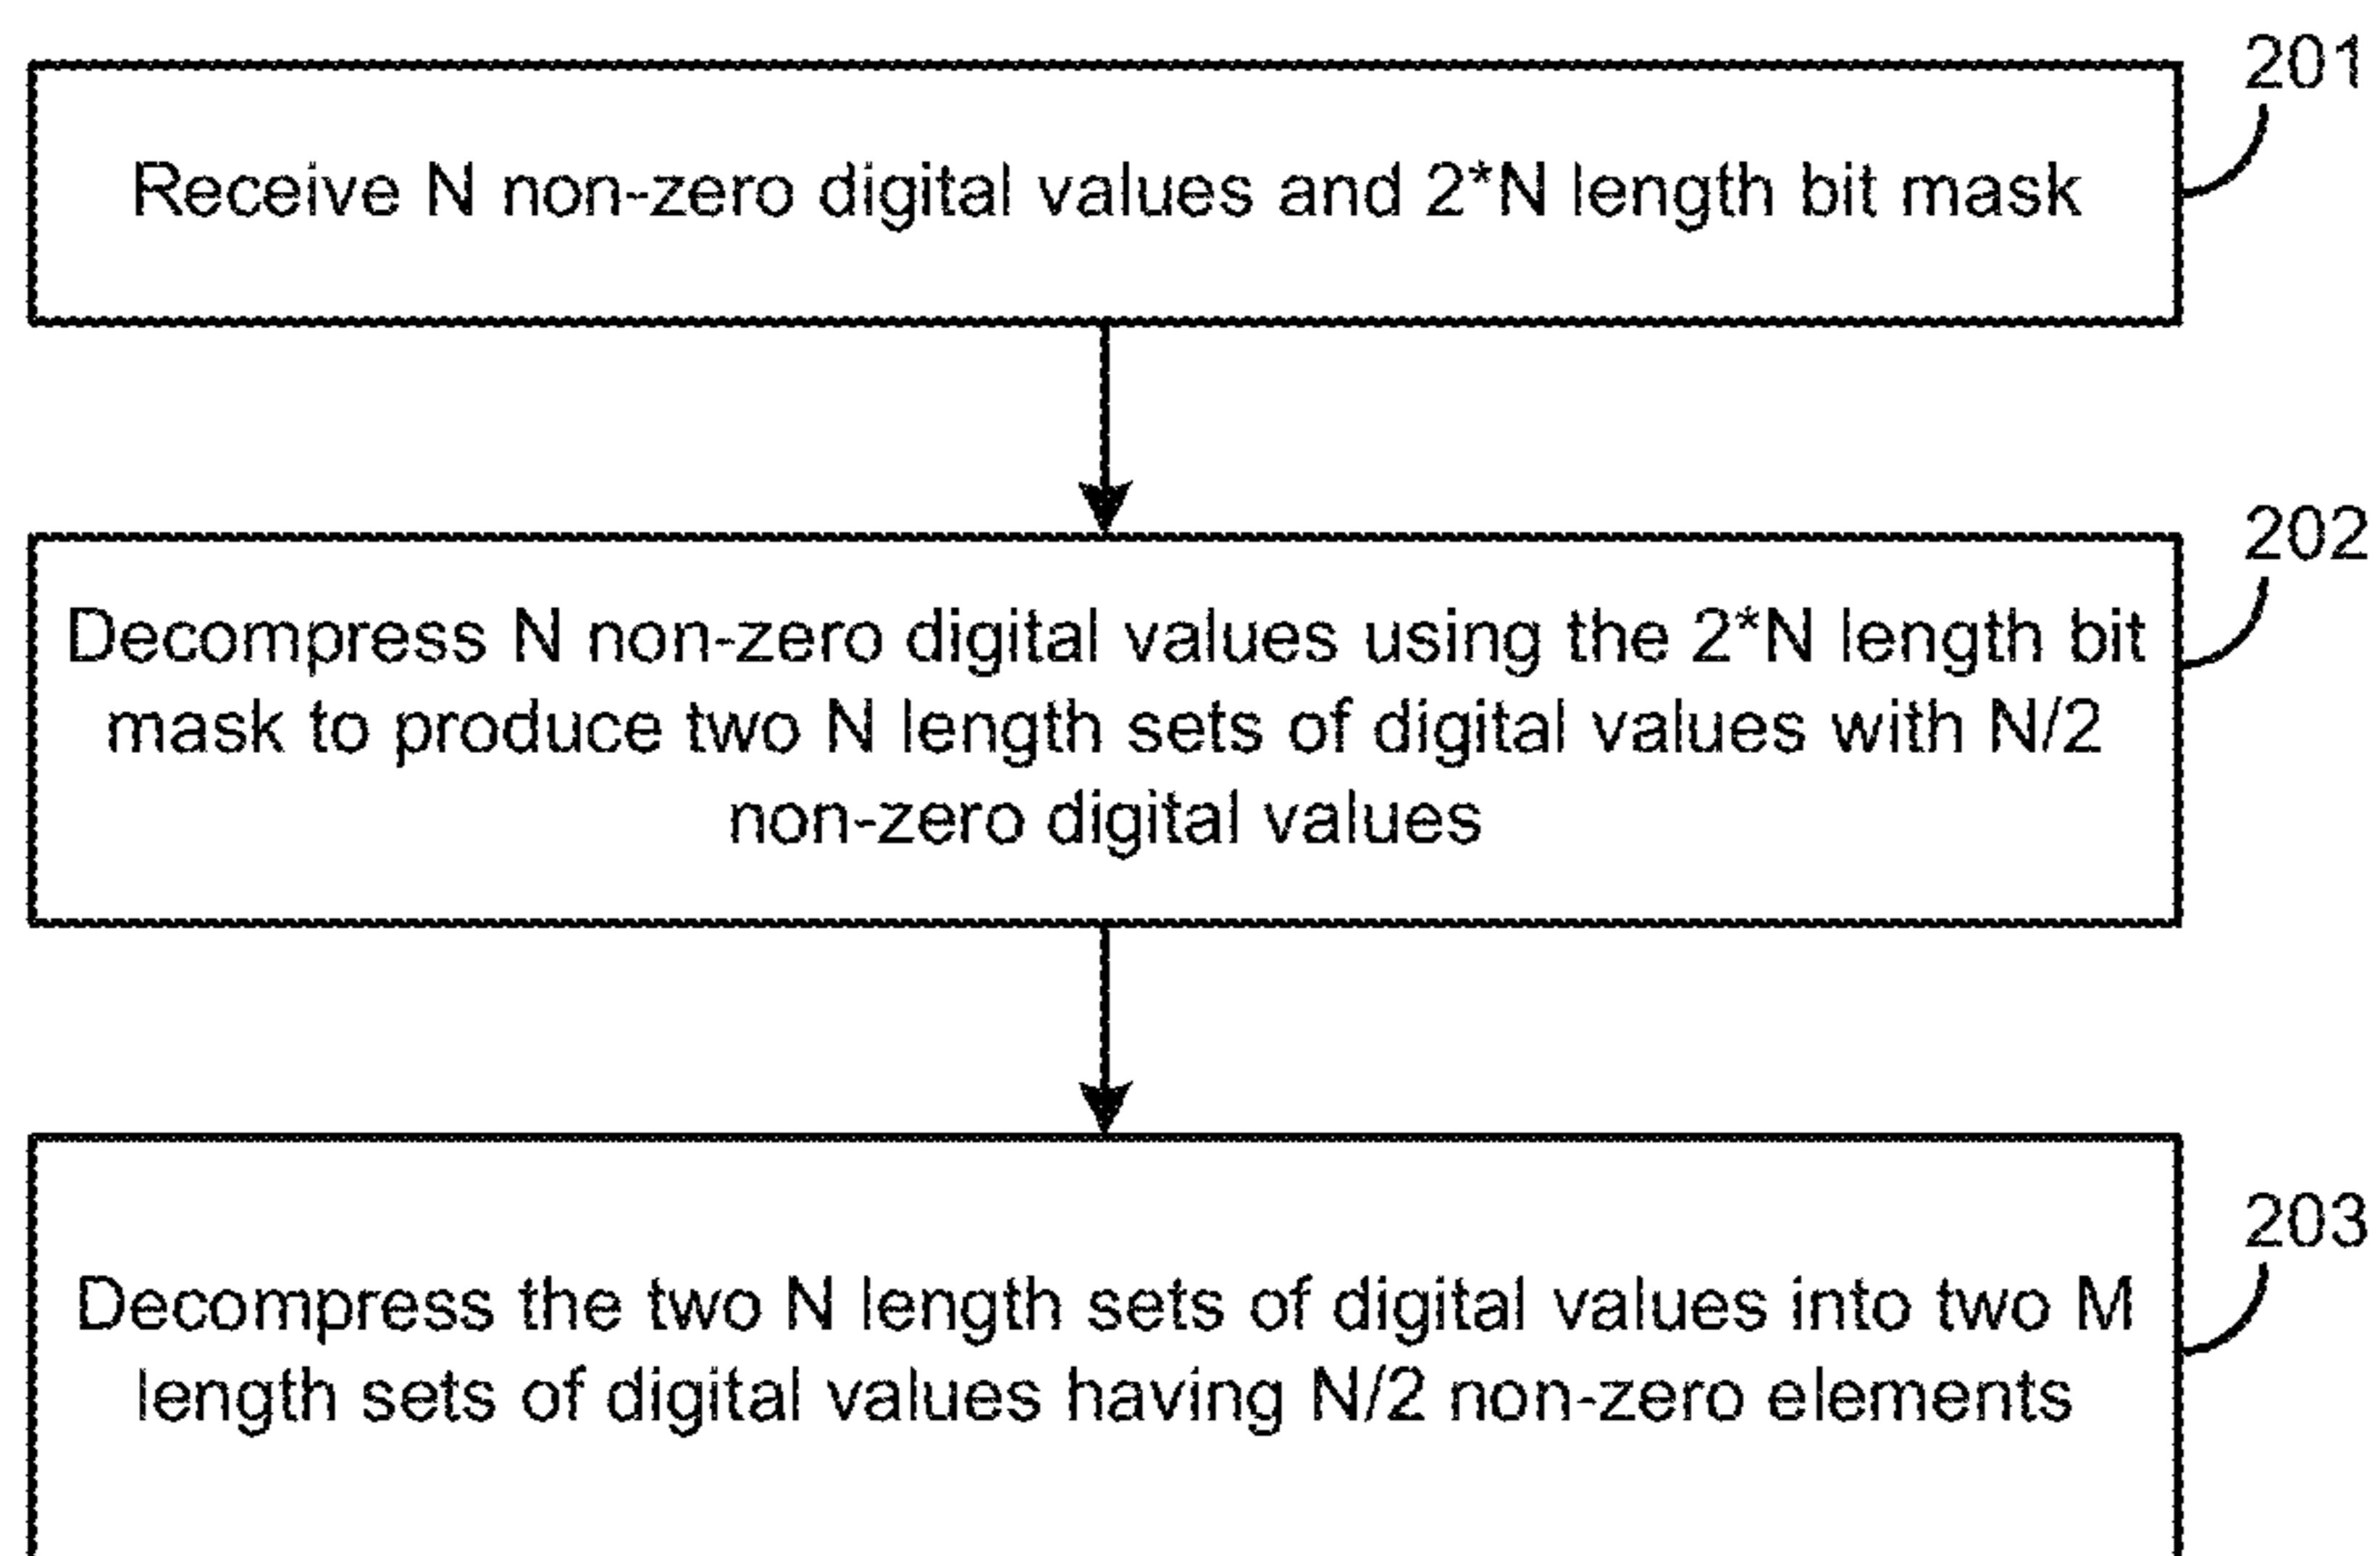 201
Receive N non-zero digital values and 2*N length bit mask
202
Decompress N non-zero digital values using the 2*N length bit
mask to produce two N length sets of digital values with N/2
non-zero digital values
203
Decompress the two N length sets of digital values into two M
length sets of digital values having N/2 non-zero elements